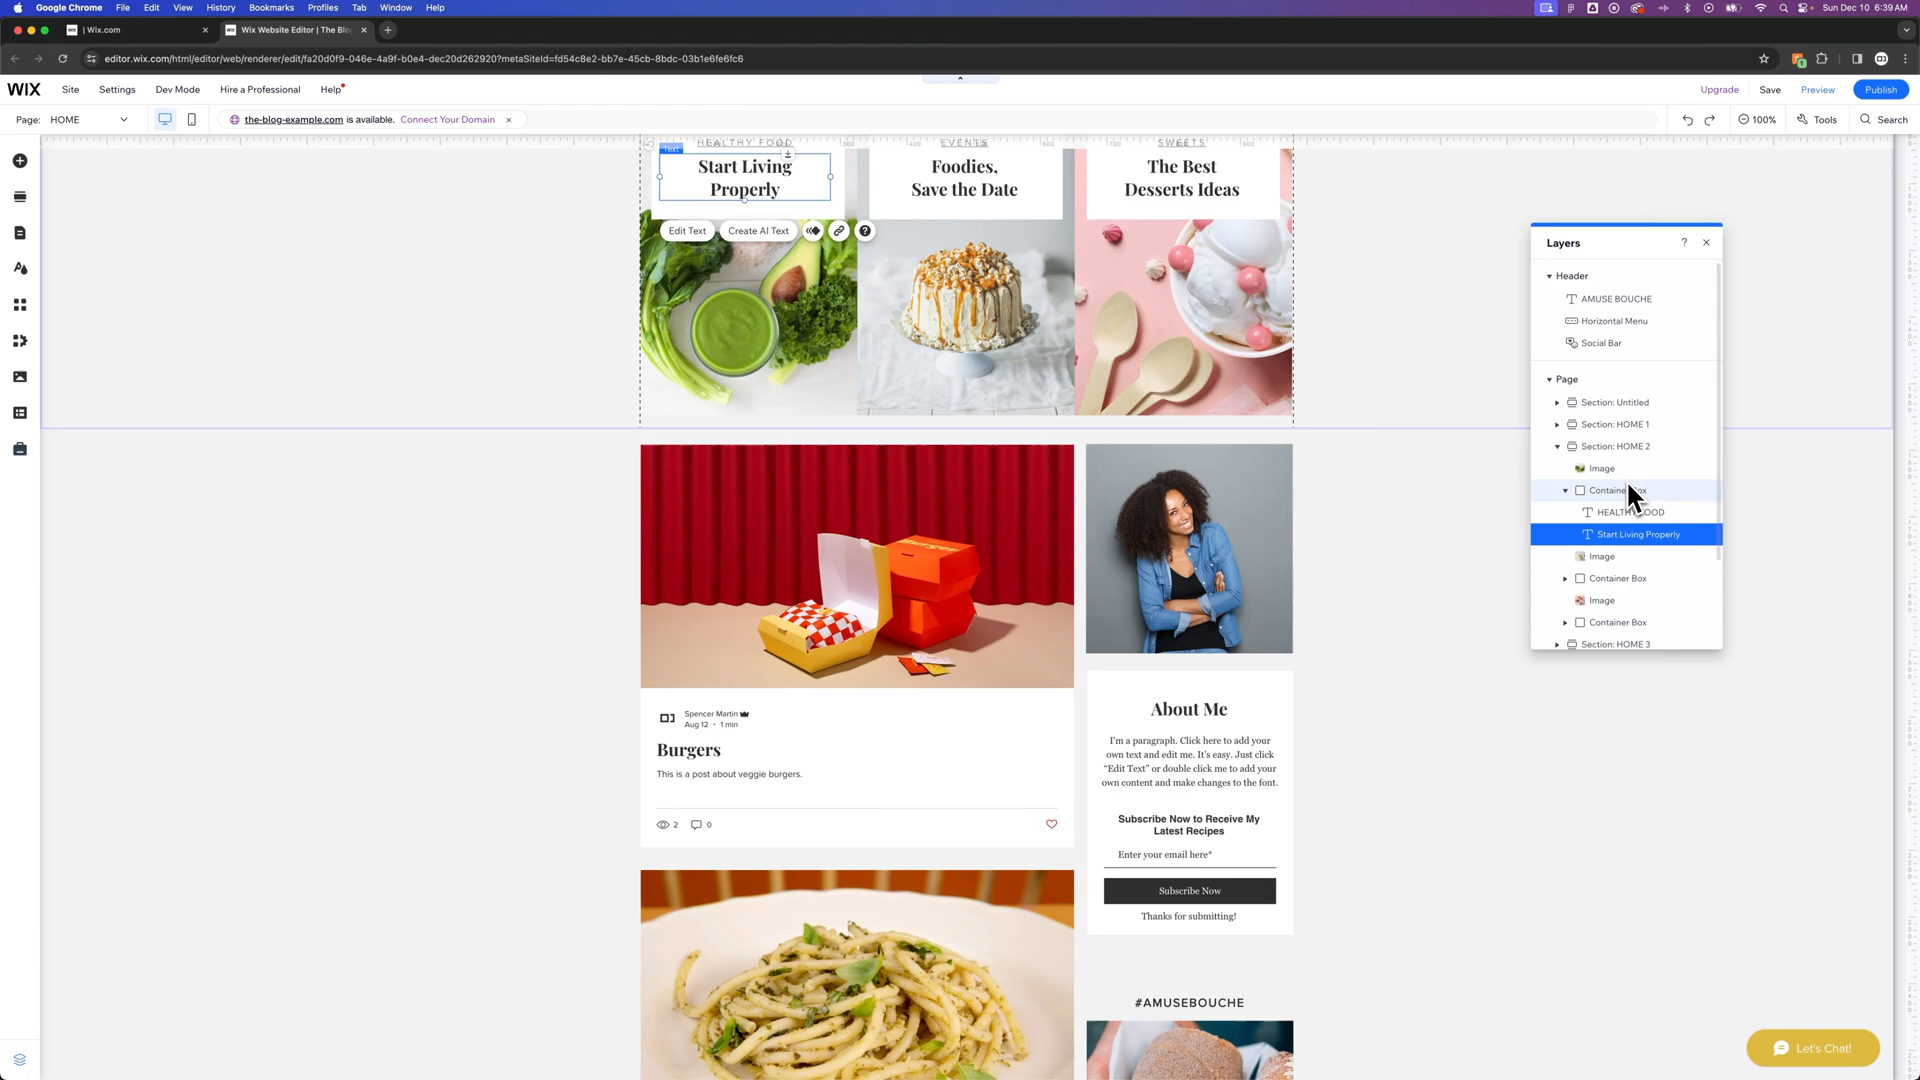 Google Chrome File Edit View History Bookmarks Profiles Tab Window Help Sun Dec 10 6:39 AM
| Wix.com
Wix Website Editor | The Blo
editor.wix.com/html/editor/web/renderer/edit/fa20d0f9-046e-4a9f-b0e4-dec20d262920?metaSiteId=fd54c8e2-bb7e-45cb-8bdc-03b1e6fe6fc6
WIX Site Settings Dev Mode Hire a Professional Help Upgrade Save Preview Publish
Page: HOME the-blog-example.com is available. Connect Your Domain 100% Tools Search
HEALTHY FOOD EVENTS SWEETS
Text
Start Living
Properly
Foodies,
Save the Date
The Best
Desserts Ideas
Edit Text Create AI Text
Burger
Spencer Martin
Aug 12 · 1 min
Burgers
This is a post about veggie burgers.
2 0
About Me
I'm a paragraph. Click here to add your
own text and edit me. It's easy. Just click
"Edit Text" or double click me to add your
own content and make changes to the font.
Subscribe Now to Receive My
Latest Recipes
Enter your email here*
Subscribe Now
Thanks for submitting!
#AMUSEBOUCHE
Layers ?
Header
AMUSE BOUCHE
Horizontal Menu
Social Bar
Page
Section: Untitled
Section: HOME 1
Section: HOME 2
Image
Container Box
HEALTHY FOOD
Start Living Properly
Image
Container Box
Image
Container Box
Section: HOME 3
Let's Chat!